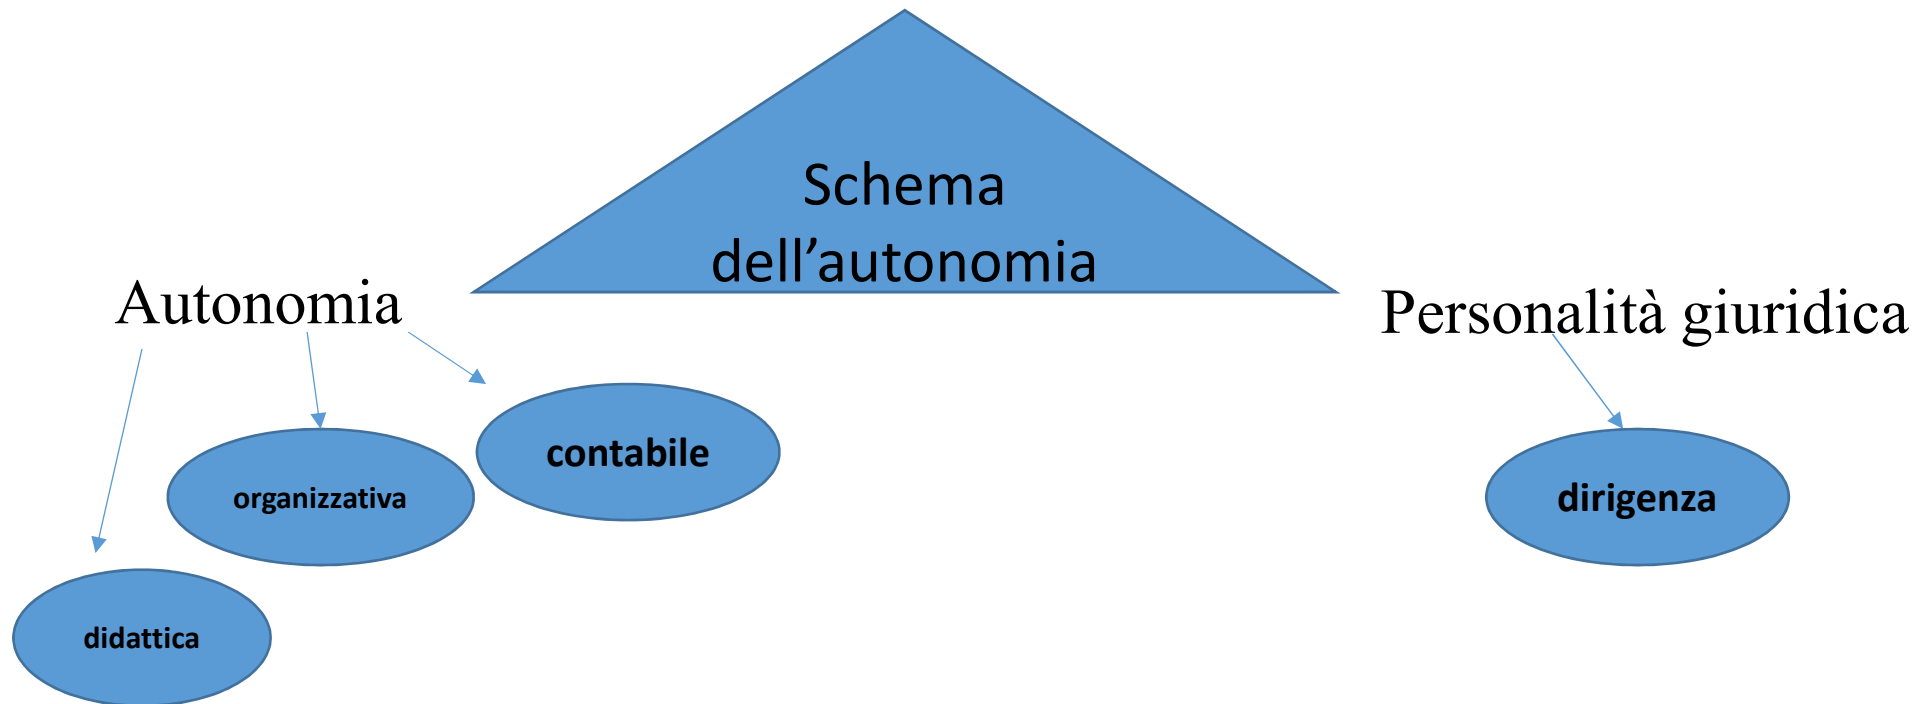 Schema
dell’autonomia
Autonomia
Personalità giuridica
contabile
organizzativa
dirigenza
didattica